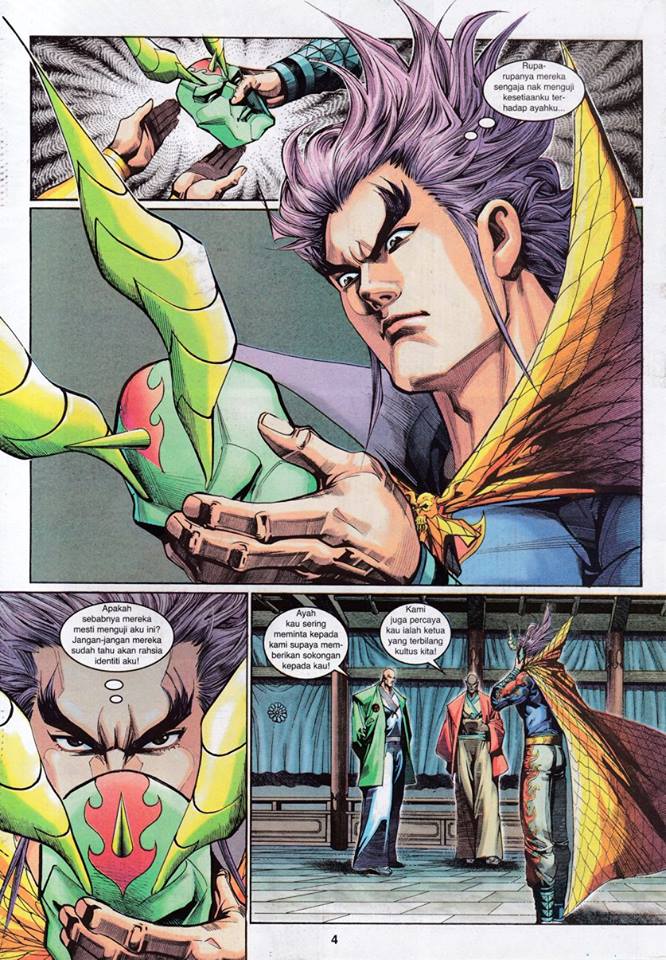 Rupa-
rupanya mereka
sengaja nak menguji
kesetiaanku ter-
hadap ayahku...
Apakah
sebabnya mereka
mesti menguji aku ini?
Jangan-jangan mereka
sudah tahu akan rahsia
identiti aku!
Ayah
kau sering
meminta kepada
kami supaya mem-
berikan sokongan
kepada kau!
Kami
juga percaya
kau ialah ketua
yang terbilang
kultus kita!
4